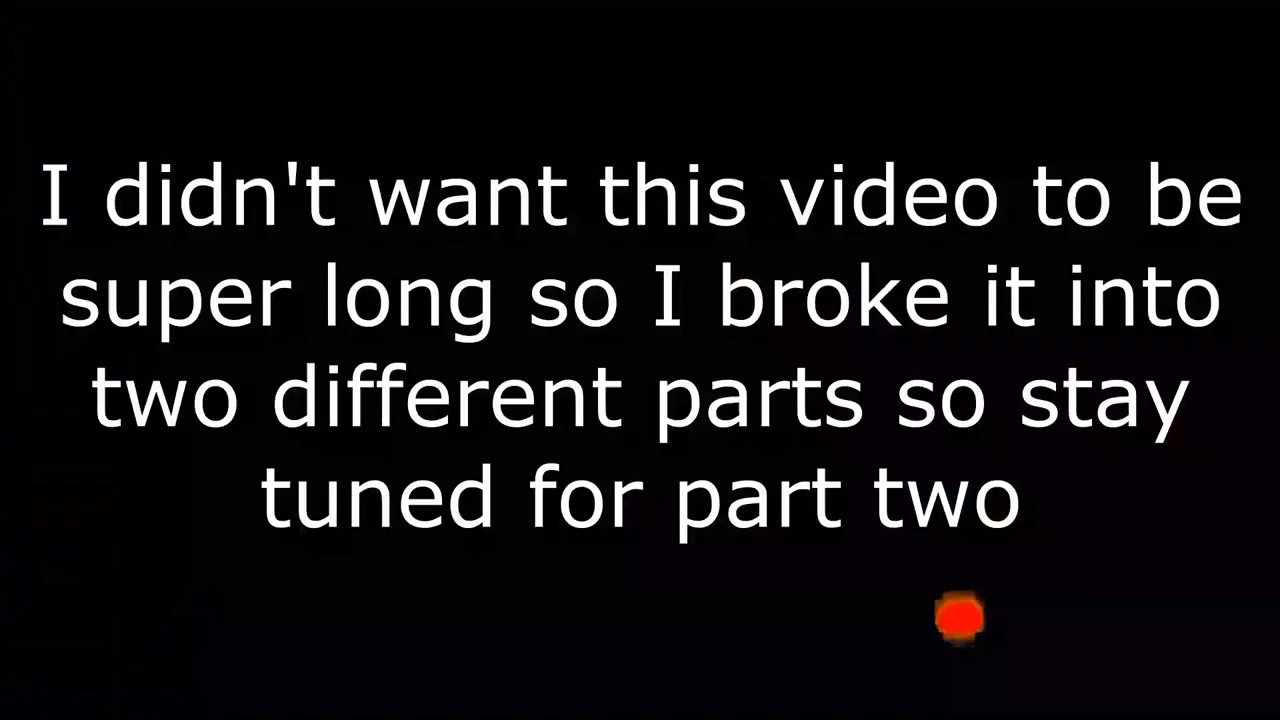 I didn't want this video to be
super long so I broke it into
two different parts so stay
tuned for part two